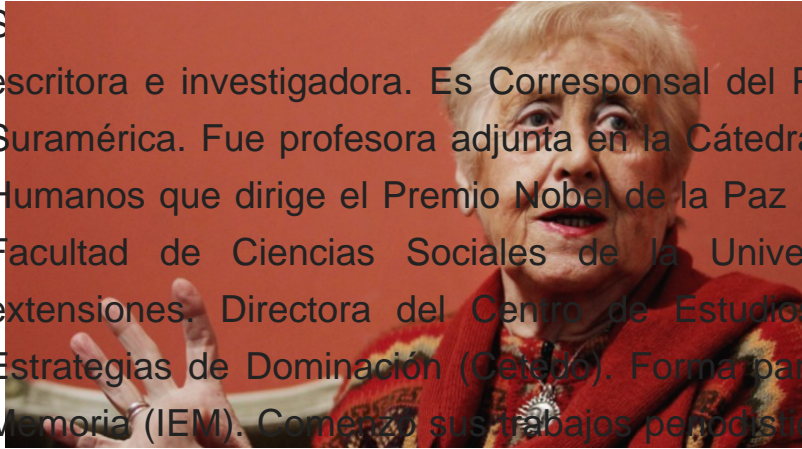 s
escritora e investigadora. Es Corresponsal del P
Suramérica. Fue profesora adjunta en la Cátedra
Humanos que dirige el Premio Nobel de la Paz
Facultad de Ciencias Sociales de la Unive
extensiones. Directora del Centro de Estudios
Estrategias de Dominación (Cetedo). Forma par
Memoria (IEM). Comenzó sus trabajos periodístic